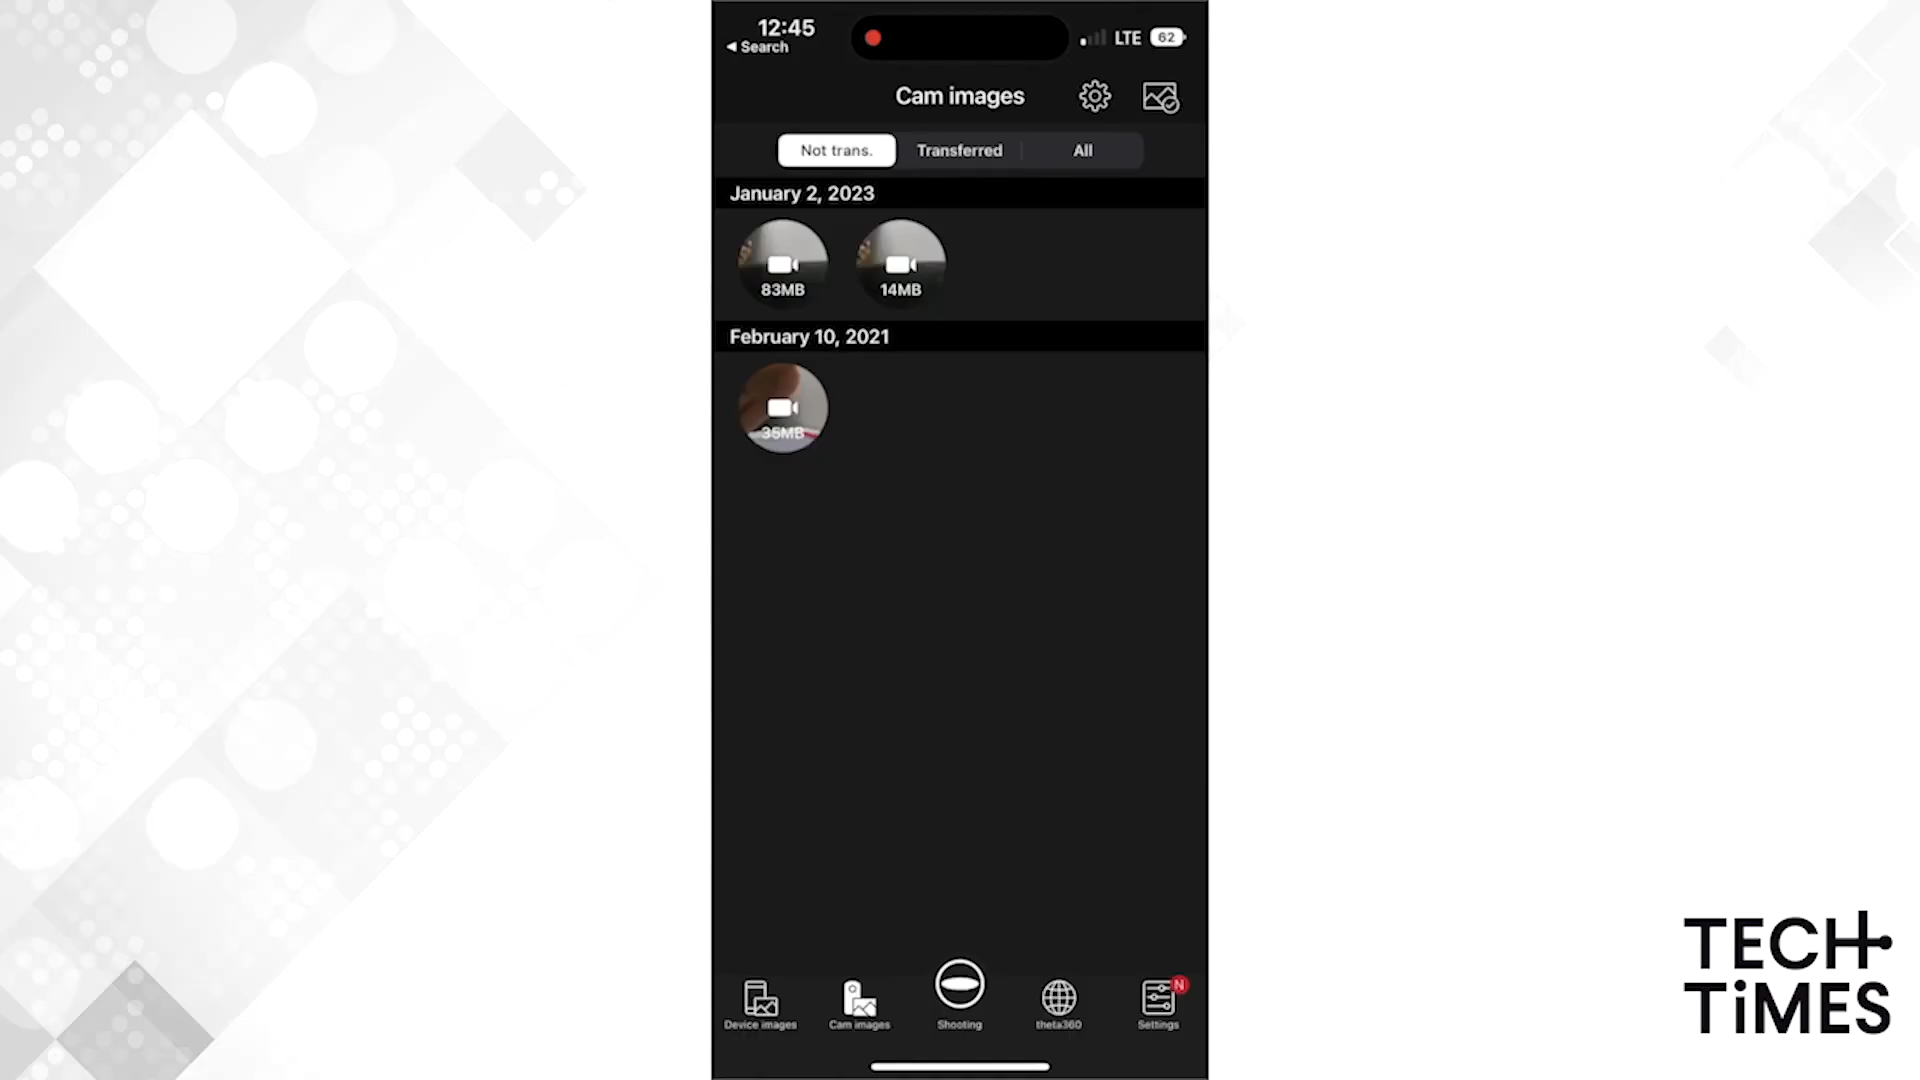 12:45
Search
LTE
62
Cam images
Not trans.
Transferred
All
January 2, 2023
83MB
14MB
February 10, 2021
35MB
Device images
Cam images
Shooting
theta360
Settings
N
TECH
TiMES